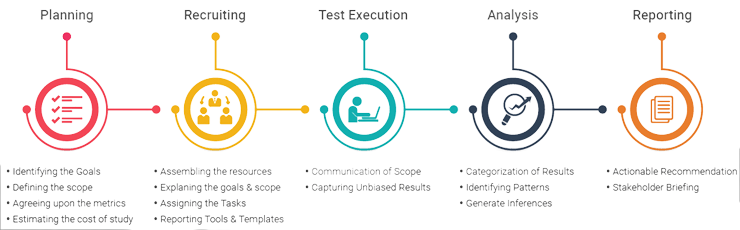 Planning
Recruiting
Test Execution
Analysis
Reporting
• Identifying the Goals
• Defining the scope
• Agreeing upon the metrics
• Estimating the cost of study
• Assembling the resources
• Explaning the goals & scope
• Assigning the Tasks
• Reporting Tools & Templates
• Communication of Scope
• Capturing Unbiased Results
• Categorization of Results
• Identifying Patterns
• Generate Inferences
• Actionable Recommendation
• Stakeholder Briefing